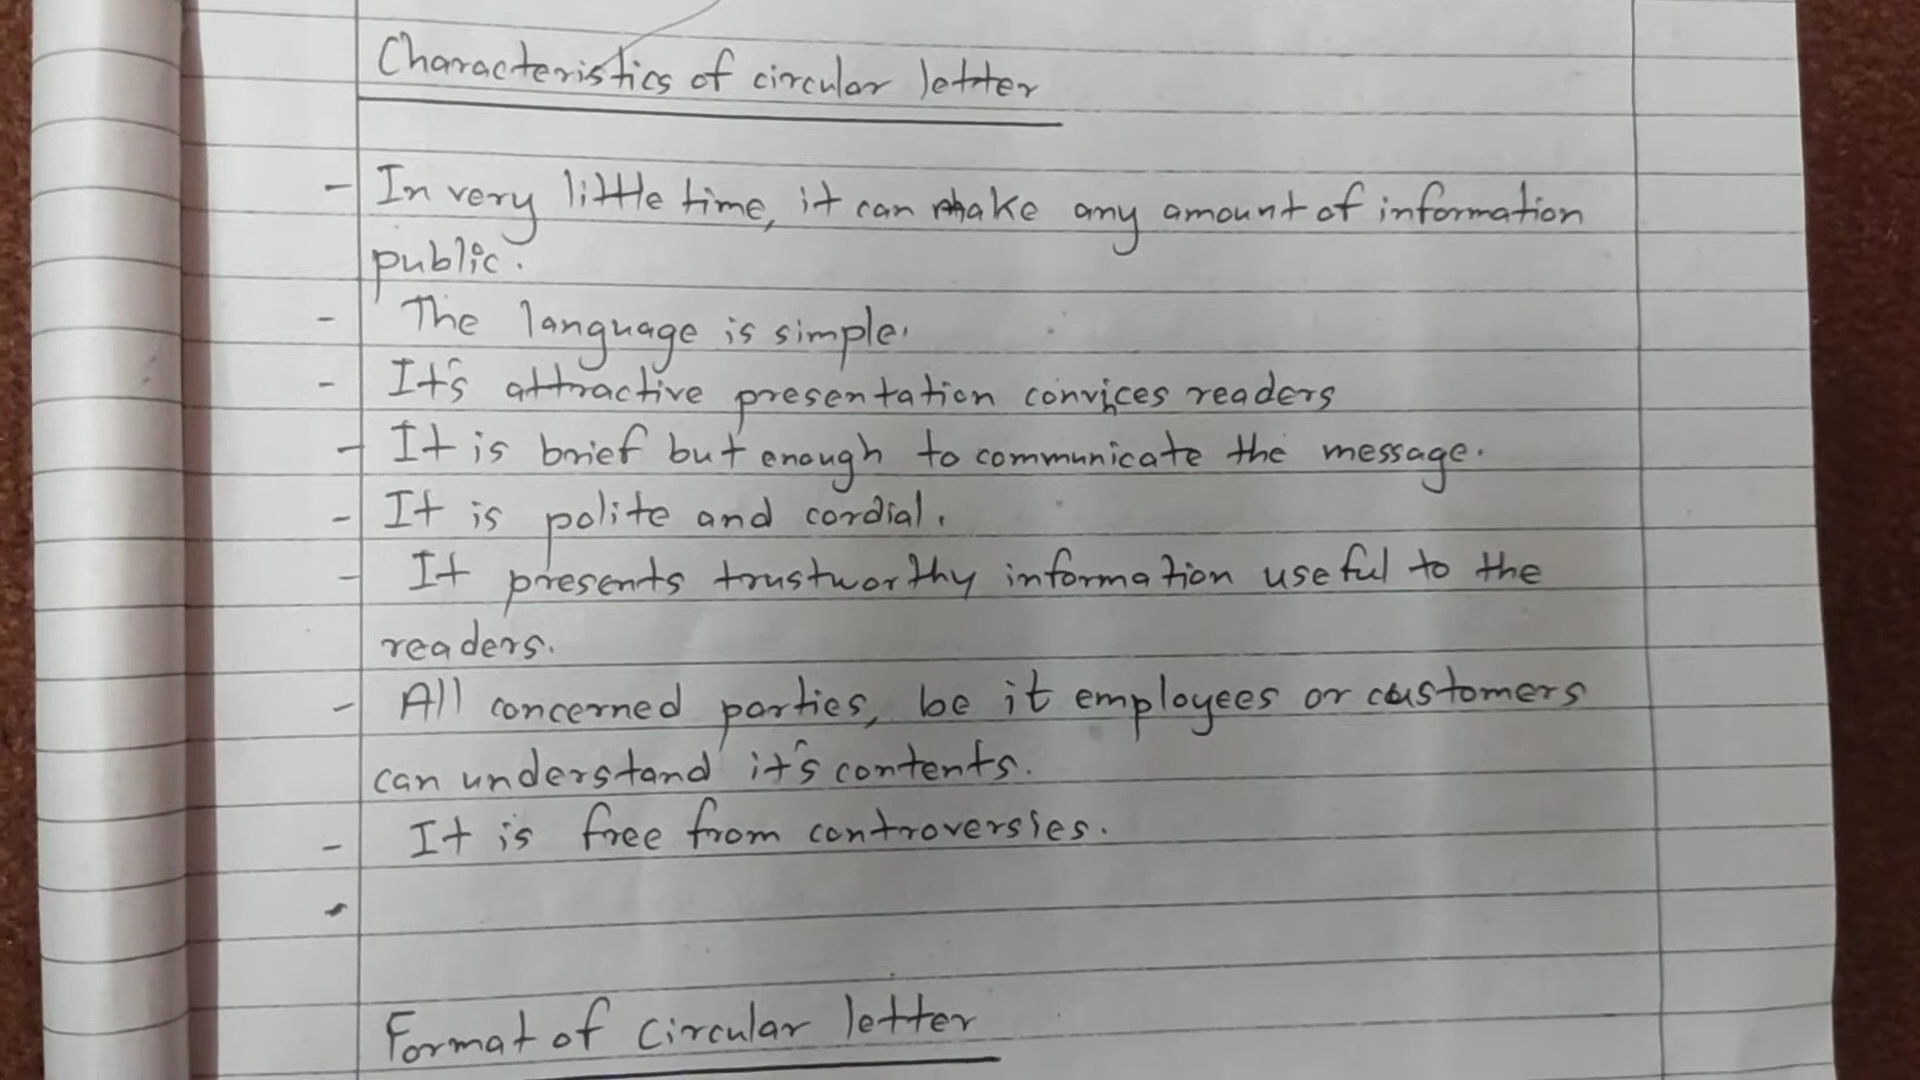 Characteristics of circular letter
- In very little time, it can make any amount of information
public.
- The language is simple.
- It's attractive presentation convices readers
- It is brief but enough to communicate the message.
- It is polite and cordial.
- It presents trustworthy information useful to the
readers.
- All concerned parties, be it employees or customers
can understand it's contents.
- It is free from controversies.
-
Format of circular letter